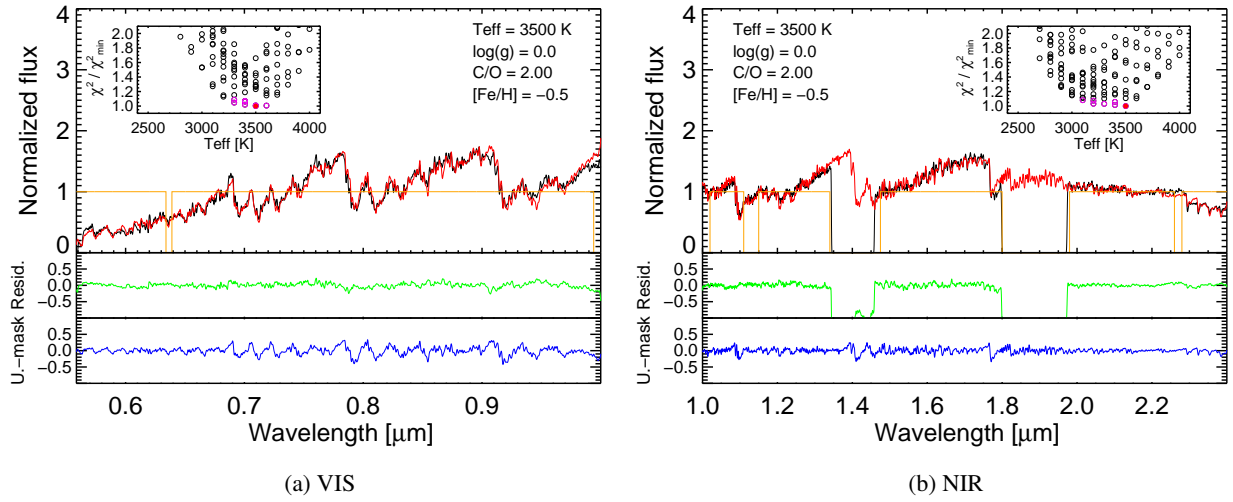 4
3
2
1
0
Normalized flux
2.0
1.8
1.6
1.4
1.2
1.0
χ² / χ²min
2500 3000 3500 4000
Teff [K]
Teff = 3500 K
log(g) = 0.0
C/O = 2.00
[Fe/H] = −0.5
0.5
0.0
−0.5
Resid.
0.5
0.0
−0.5
U.−mask
0.6 0.7 0.8 0.9
Wavelength [μm]
(a) VIS
4
3
2
1
0
Normalized flux
Teff = 3500 K
log(g) = 0.0
C/O = 2.00
[Fe/H] = −0.5
2.0
1.8
1.6
1.4
1.2
1.0
χ² / χ²min
2500 3000 3500 4000
Teff [K]
0.5
0.0
−0.5
Resid.
0.5
0.0
−0.5
U.−mask
1.0 1.2 1.4 1.6 1.8 2.0 2.2
Wavelength [μm]
(b) NIR